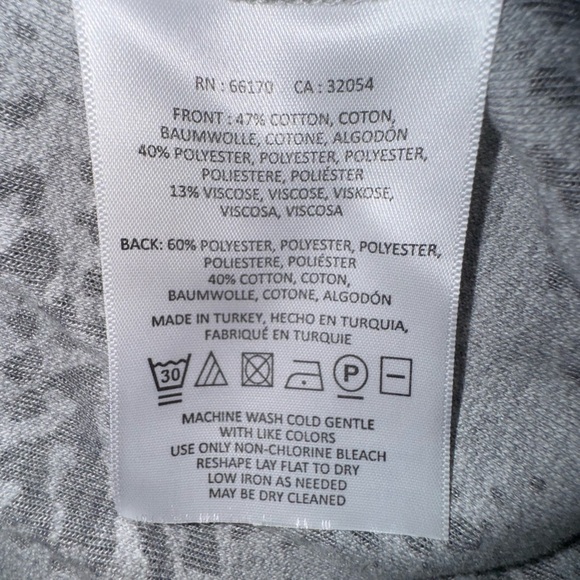 RN : 66170 CA : 32054
FRONT : 47% COTTON, COTON,
BAUMWOLLE, COTONE, ALGODÓN
40% POLYESTER, POLYESTER, POLYESTER,
POLIESTERE, POLIÉSTER
13% VISCOSE, VISCOSE, VISKOSE,
VISCOSA, VISCOSA
BACK: 60% POLYESTER, POLYESTER, POLYESTER,
POLIESTERE, POLIÉSTER
40% COTTON, COTON,
BAUMWOLLE, COTONE, ALGODÓN
MADE IN TURKEY, HECHO EN TURQUIA,
FABRIQUÉ EN TURQUIE
30 P
MACHINE WASH COLD GENTLE
WITH LIKE COLORS
USE ONLY NON-CHLORINE BLEACH
RESHAPE LAY FLAT TO DRY
LOW IRON AS NEEDED
MAY BE DRY CLEANED